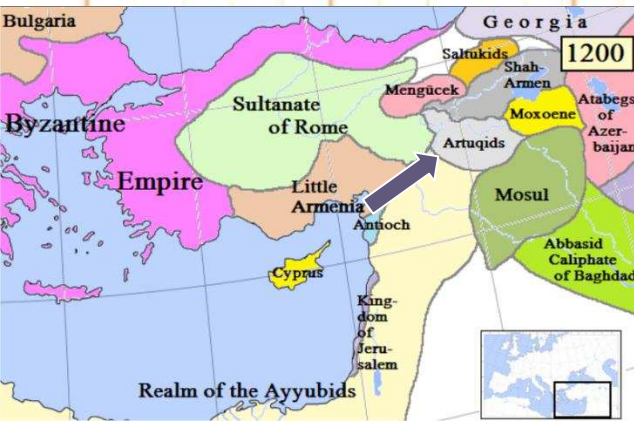 Bulgaria
Georgia
1200
Saltukids
Shah-
Armen
Mengücek
Moxoene
Atabegs
of
Azer-
baijan
Sultanate
of Rome
Byzantine
Empire
Artuqids
Little
Armenia
Antioch
Mosul
Abbasid
Caliphate
of Baghdad
Cyprus
King-
dom
of
Jeru-
salem
Realm of the Ayyubids